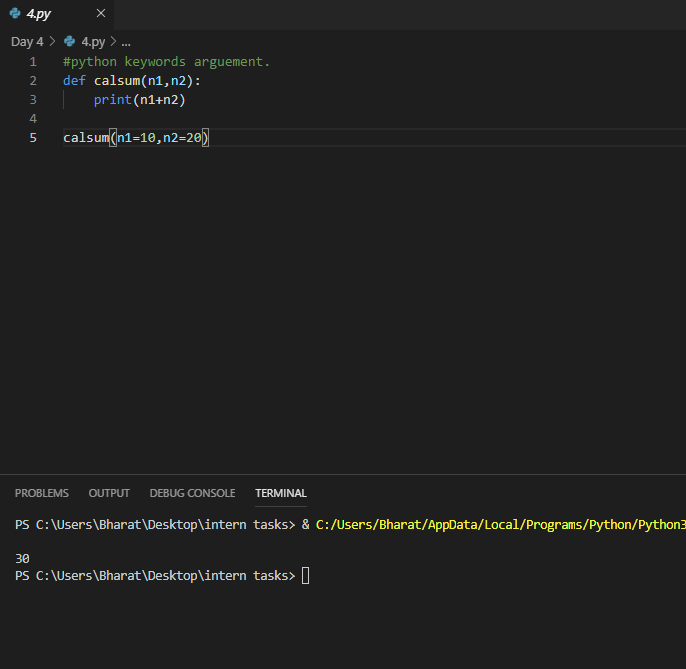 4.py
Day 4 > 4.py > ...
1 #python keywords arguement.
2 def calsum(n1,n2):
3 print(n1+n2)
4
5 calsum(n1=10,n2=20)
PROBLEMS OUTPUT DEBUG CONSOLE TERMINAL
PS C:\Users\Bharat\Desktop\intern tasks> & C:/Users/Bharat/AppData/Local/Programs/Python/Python3
30
PS C:\Users\Bharat\Desktop\intern tasks>